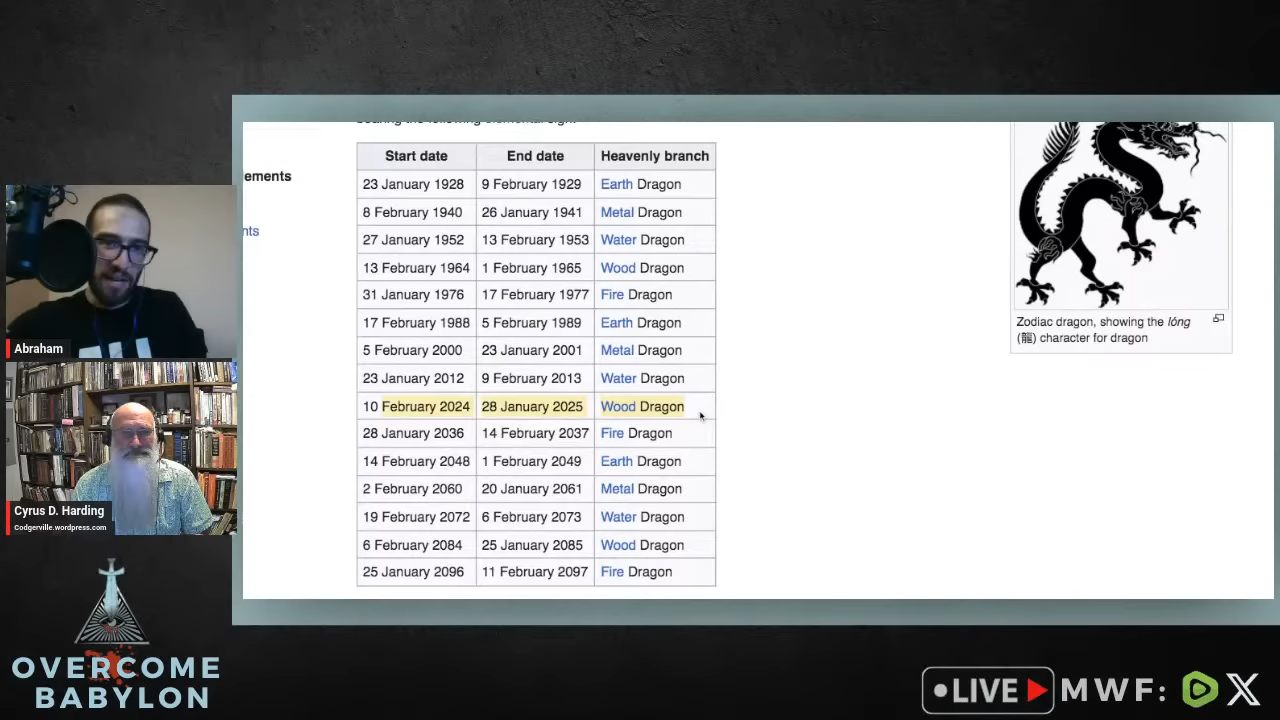 ements
nts
Start date End date Heavenly branch
23 January 1928 9 February 1929 Earth Dragon
8 February 1940 26 January 1941 Metal Dragon
27 January 1952 13 February 1953 Water Dragon
13 February 1964 1 February 1965 Wood Dragon
31 January 1976 17 February 1977 Fire Dragon
17 February 1988 5 February 1989 Earth Dragon
5 February 2000 23 January 2001 Metal Dragon
23 January 2012 9 February 2013 Water Dragon
10 February 2024 28 January 2025 Wood Dragon
28 January 2036 14 February 2037 Fire Dragon
14 February 2048 1 February 2049 Earth Dragon
2 February 2060 20 January 2061 Metal Dragon
19 February 2072 6 February 2073 Water Dragon
6 February 2084 25 January 2085 Wood Dragon
25 January 2096 11 February 2097 Fire Dragon
Zodiac dragon, showing the lóng
(龍) character for dragon
Abraham
Cyrus D. Harding
Codgerville.wordpress.com
OVERCOME
BABYLON
LIVE MWF: X